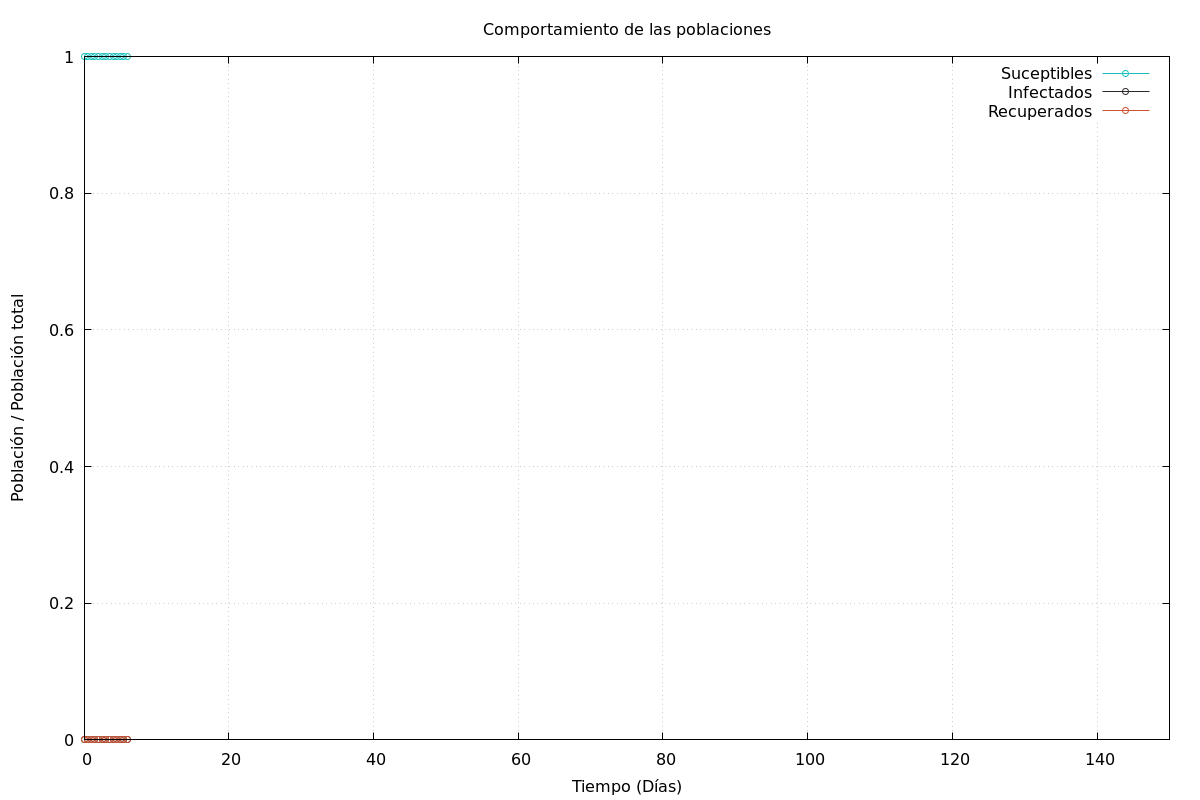 Comportamiento de las poblaciones
Suceptibles
Infectados
Recuperados
1
0.8
0.6
0.4
0.2
0
Población / Población total
0 20 40 60 80 100 120 140
Tiempo (Días)